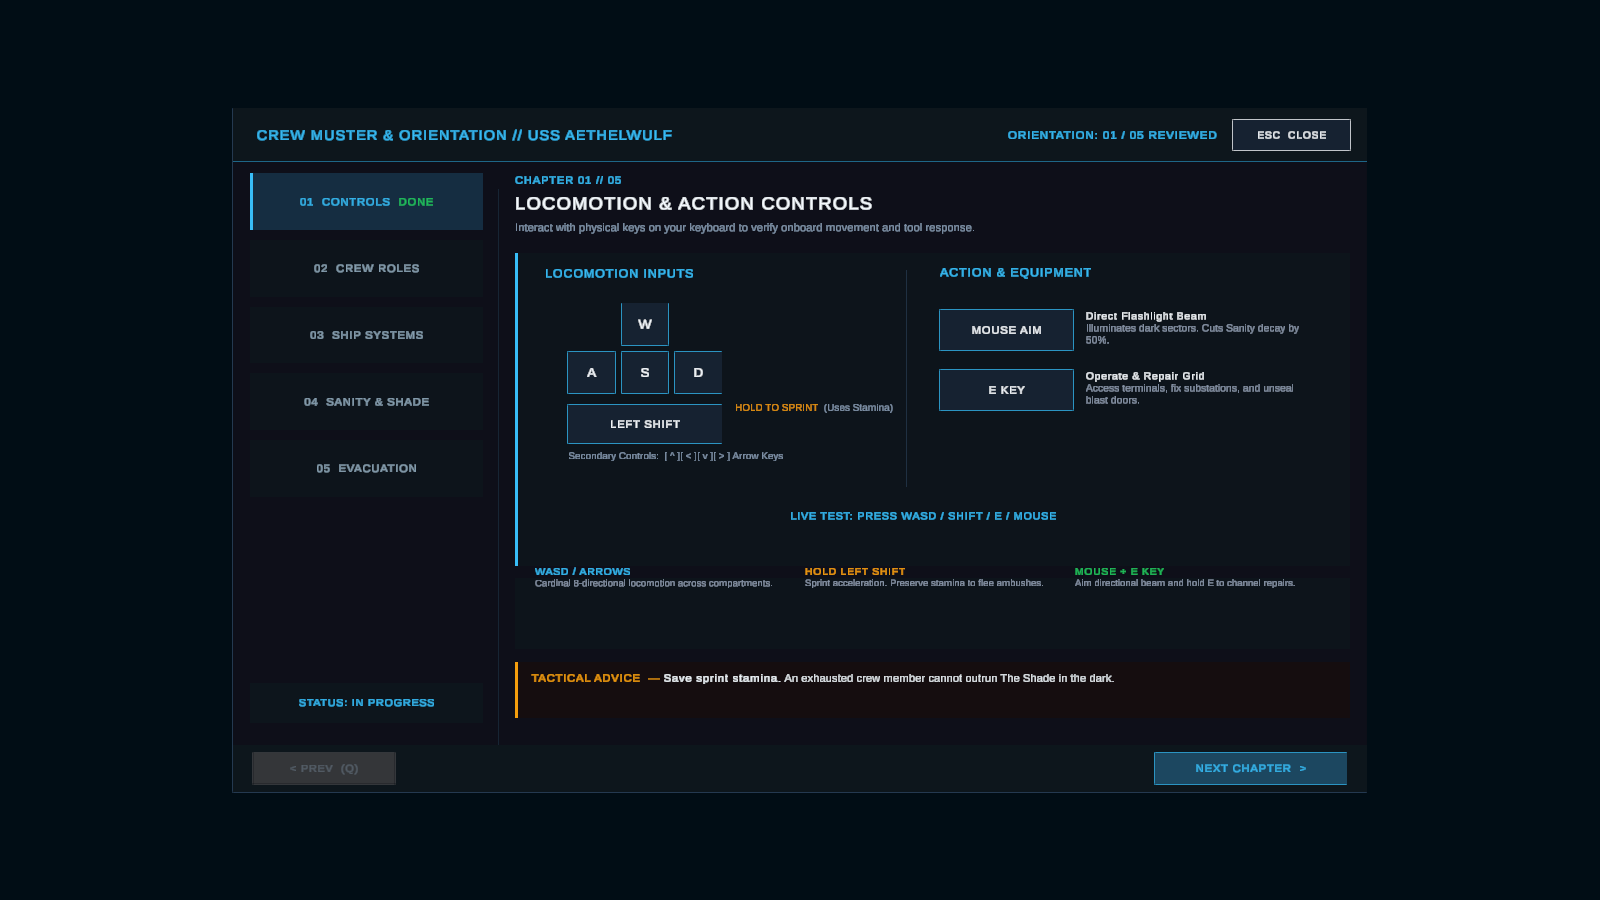 CREW MUSTER & ORIENTATION // USS AETHELWULF
ORIENTATION: 01 / 05 REVIEWED
ESC CLOSE
01 CONTROLS DONE
02 CREW ROLES
03 SHIP SYSTEMS
04 SANITY & SHADE
05 EVACUATION
STATUS: IN PROGRESS
CHAPTER 01 // 05
LOCOMOTION & ACTION CONTROLS
Interact with physical keys on your keyboard to verify onboard movement and tool response.
LOCOMOTION INPUTS
W
A S D
LEFT SHIFT
HOLD TO SPRINT (Uses Stamina)
Secondary Controls: [ ^ ][ < ][ v ][ > ] Arrow Keys
ACTION & EQUIPMENT
MOUSE AIM
Direct Flashlight Beam
Illuminates dark sectors. Cuts Sanity decay by
50%.
E KEY
Operate & Repair Grid
Access terminals, fix substations, and unseal
blast doors.
LIVE TEST: PRESS WASD / SHIFT / E / MOUSE
WASD / ARROWS
Cardinal 8-directional locomotion across compartments.
HOLD LEFT SHIFT
Sprint acceleration. Preserve stamina to flee ambushes.
MOUSE + E KEY
Aim directional beam and hold E to channel repairs.
TACTICAL ADVICE — Save sprint stamina. An exhausted crew member cannot outrun The Shade in the dark.
< PREV (Q)
NEXT CHAPTER >